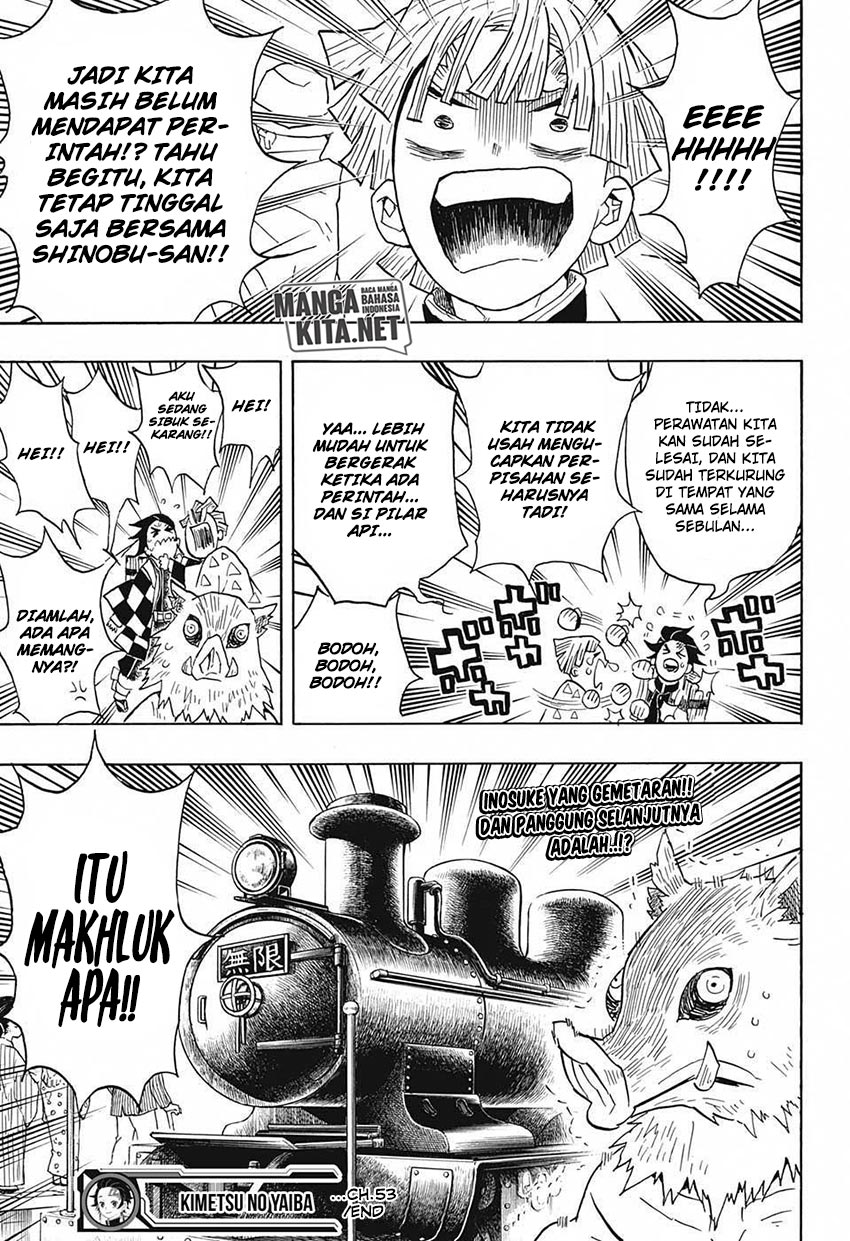 EEEE
HHHHH
!!!!
JADI KITA
MASIH BELUM
MENDAPAT PER-
INTAH!? TAHU
BEGITU, KITA
TETAP TINGGAL
SAJA BERSAMA
SHINOBU-SAN!!
MANGA
KITA.NET
BACA MANGA
BAHASA
INDONESIA
TIDAK...
PERAWATAN KITA
KAN SUDAH SE-
LESAI, DAN KITA
SUDAH TERKURUNG
DI TEMPAT YANG
SAMA SELAMA
SEBULAN...
KITA TIDAK
USAH MENGU-
CAPKAN PER-
PISAHAN SE-
HARUSNYA
TADI!
YAA... LEBIH
MUDAH UNTUK
BERGERAK
KETIKA ADA
PERINTAH...
DAN SI PILAR
API...
BODOH,
BODOH,
BODOH!!
HEI!
AKU
SEDANG
SIBUK SE-
KARANG!!
HEI!!
HEI!!
DIAMLAH,
ADA APA
MEMANG-
NYA?!
INOSUKE YANG GEMETARAN!!
DAN PANGGUNG SELANJUTNYA
ADALAH..!?
ITU
MAKHLUK
APA!!
無限
KIMETSU NO YAIBA
...CH.53
/END